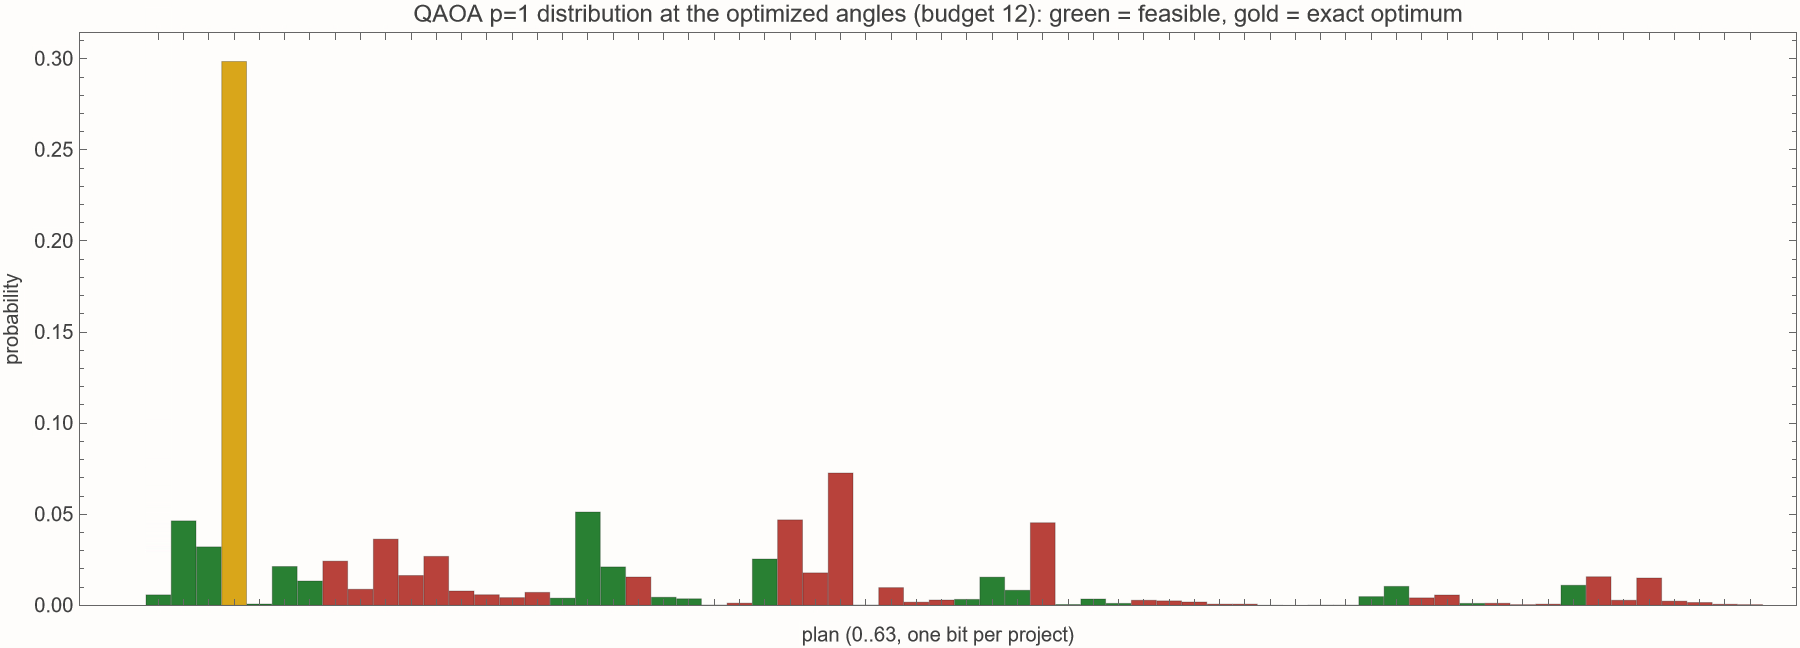 QAOA p=1 distribution at the optimized angles (budget 12): green = feasible, gold = exact optimum
0.30
0.25
0.20
0.15
0.10
0.05
0.00
probability
plan (0..63, one bit per project)